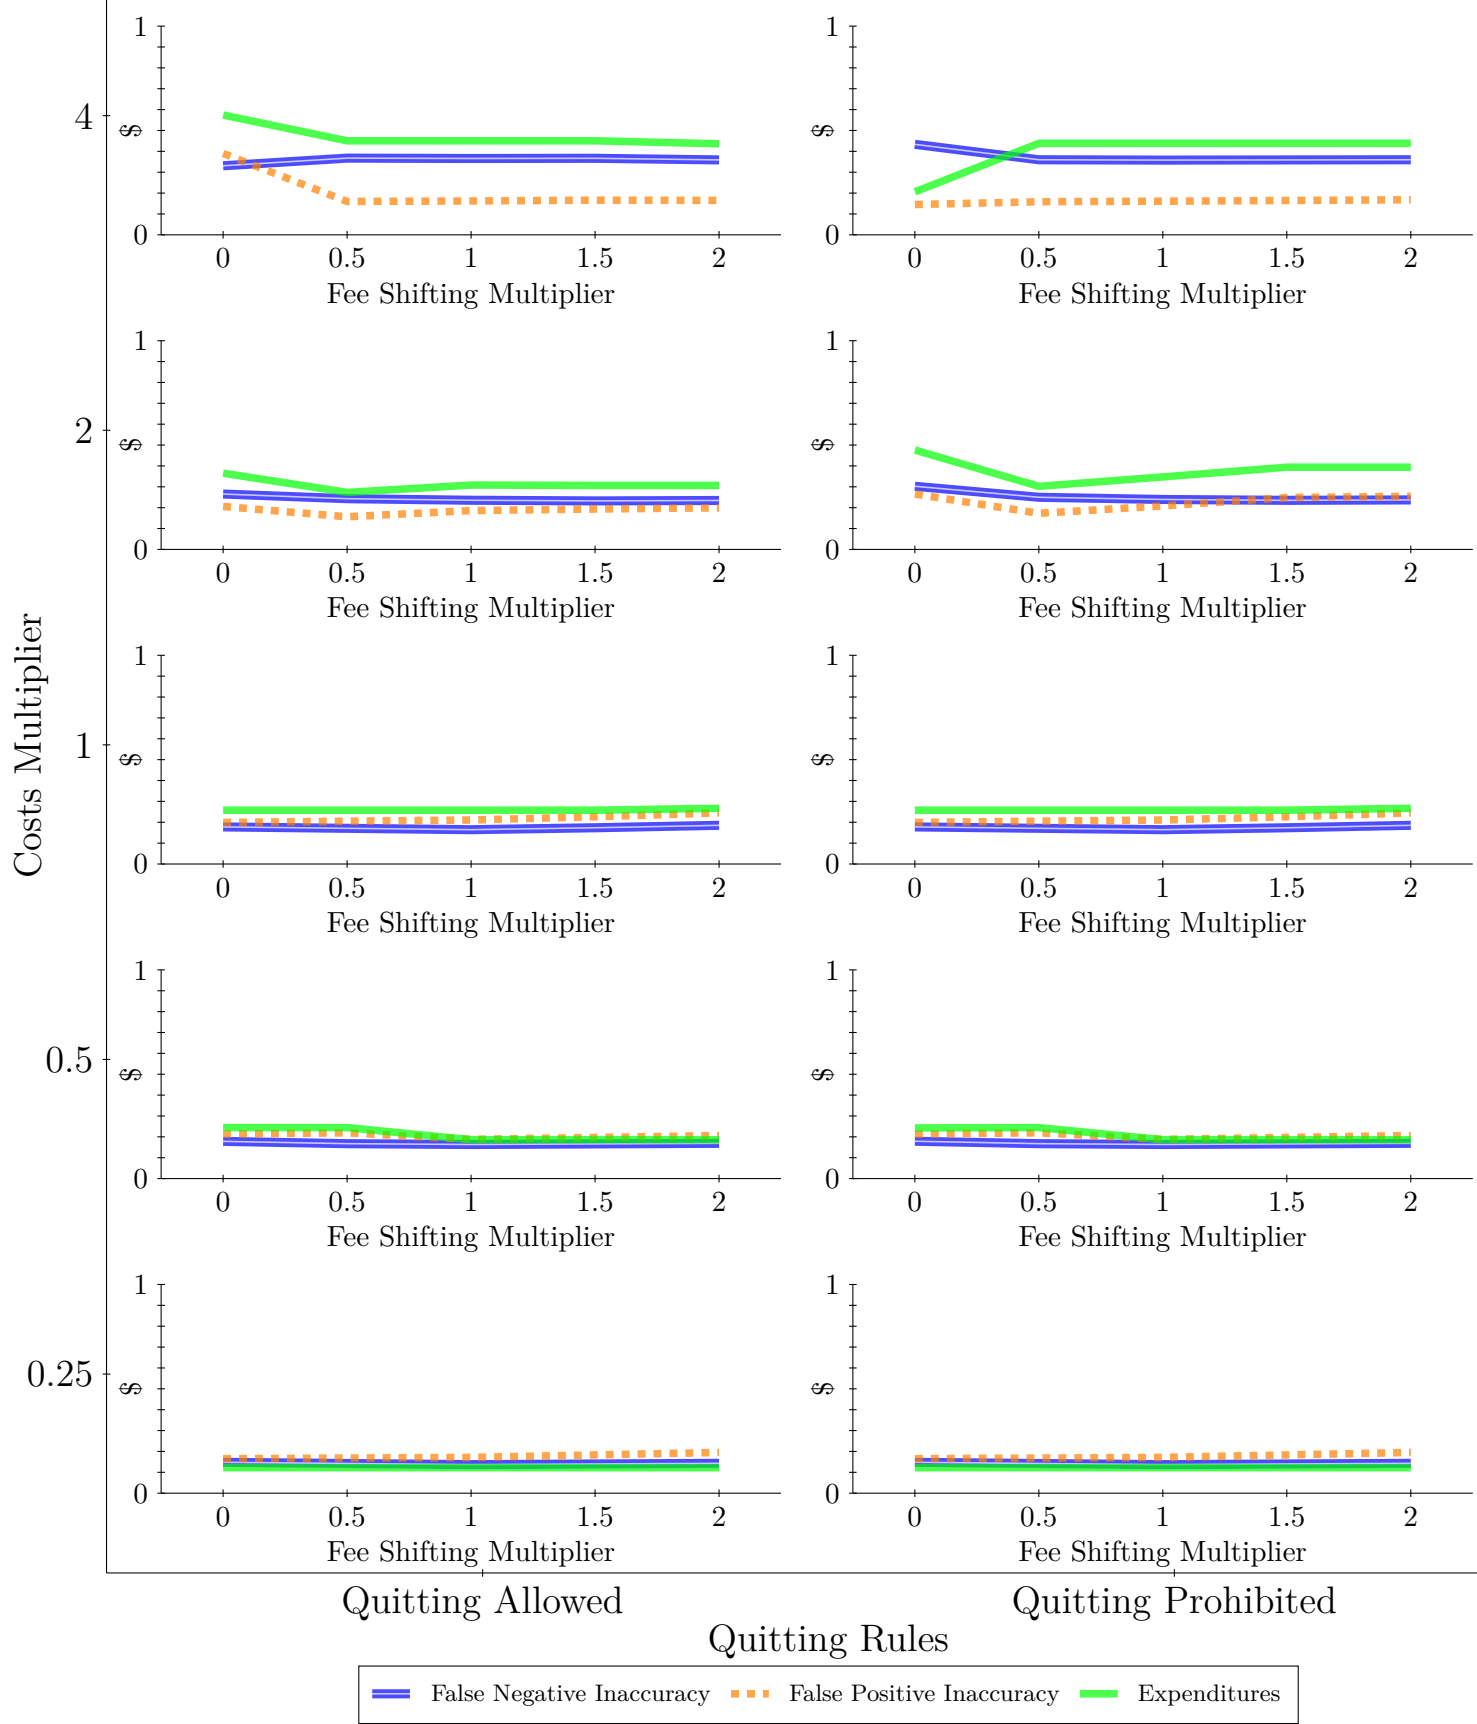 1
$
0
0 0.5 1 1.5 2
Fee Shifting Multiplier
1
$
0
0 0.5 1 1.5 2
Fee Shifting Multiplier
4
1
$
0
0 0.5 1 1.5 2
Fee Shifting Multiplier
1
$
0
0 0.5 1 1.5 2
Fee Shifting Multiplier
2
1
$
0
0 0.5 1 1.5 2
Fee Shifting Multiplier
1
$
0
0 0.5 1 1.5 2
Fee Shifting Multiplier
1
Costs Multiplier
1
$
0
0 0.5 1 1.5 2
Fee Shifting Multiplier
1
$
0
0 0.5 1 1.5 2
Fee Shifting Multiplier
0.5
1
$
0
0 0.5 1 1.5 2
Fee Shifting Multiplier
1
$
0
0 0.5 1 1.5 2
Fee Shifting Multiplier
0.25
Quitting Allowed Quitting Prohibited
Quitting Rules
False Negative Inaccuracy False Positive Inaccuracy Expenditures